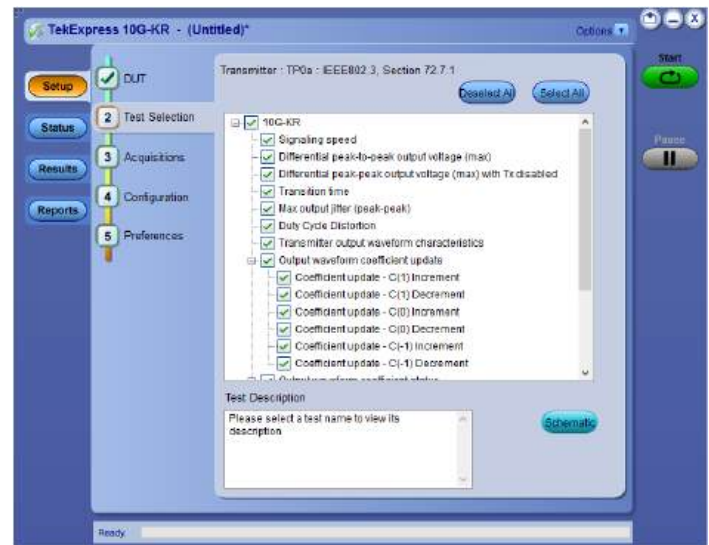 TekExpress 10G-KR - (Untitled)*
Options
Start
Pause
Setup
Status
Results
Reports
DUT
2 Test Selection
3 Acquisitions
4 Configuration
5 Preferences
Transmitter : TP0a : IEEE802.3, Section 72.7.1
Deselect All
Select All
10G-KR
Signaling speed
Differential peak-to-peak output voltage (max)
Differential peak-peak output voltage (max) with Tx disabled
Transition time
Max output jitter (peak-peak)
Duty Cycle Distortion
Transmitter output waveform characteristics
Output waveform coefficient update
Coefficient update - C(1) Increment
Coefficient update - C(1) Decrement
Coefficient update - C(0) Increment
Coefficient update - C(0) Decrement
Coefficient update - C(-1) Increment
Coefficient update - C(-1) Decrement
Output waveform coefficient status
Test Description
Please select a test name to view its
description
Schematic
Ready